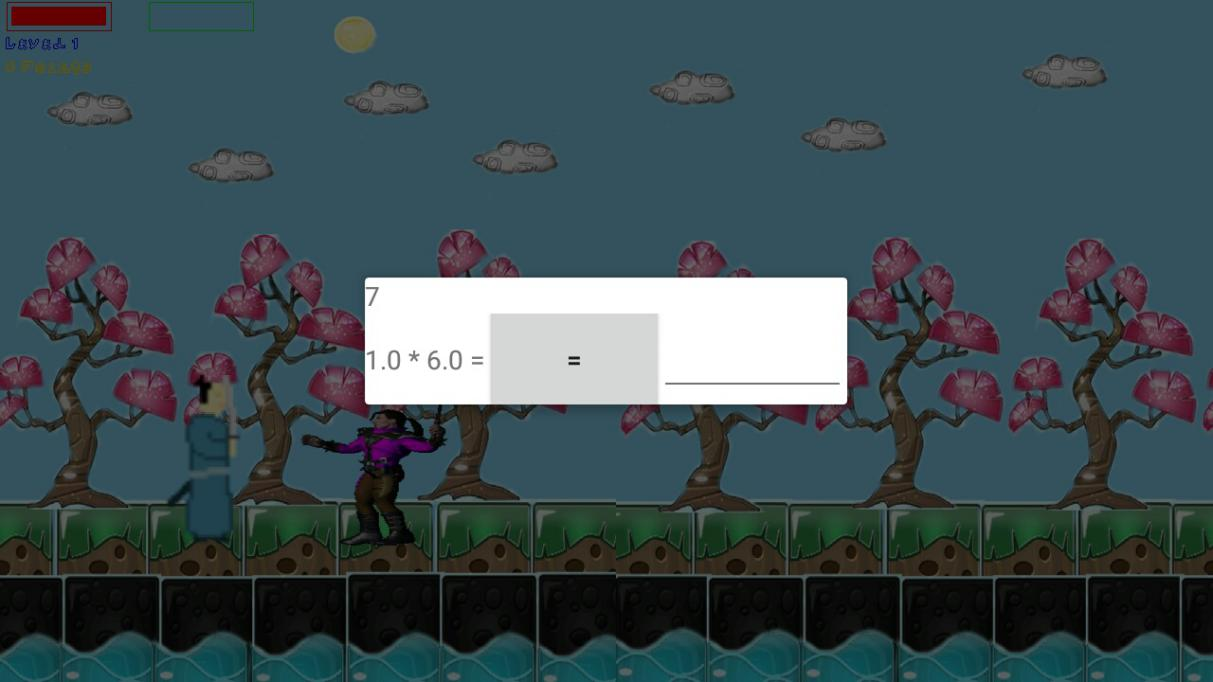 Level 1
7
1.0 * 6.0 =
=